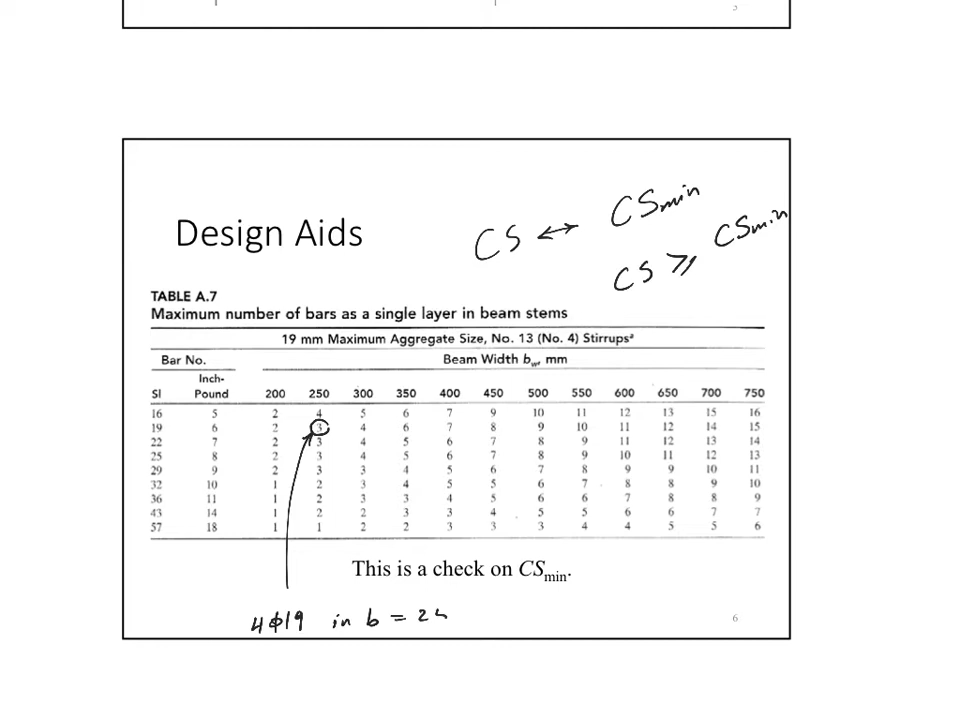 3
Design Aids
CS ↔ CSmin
CS ⩾ CSmin
TABLE A.7
Maximum number of bars as a single layer in beam stems
19 mm Maximum Aggregate Size, No. 13 (No. 4) Stirrupsª
Bar No. Beam Width bw, mm
Inch-
SI Pound 200 250 300 350 400 450 500 550 600 650 700 750
16 5 2 4 5 6 7 9 10 11 12 13 15 16
19 6 2 3 4 6 7 8 9 10 11 12 14 15
22 7 2 3 4 5 6 7 8 9 11 12 13 14
25 8 2 3 4 5 6 7 8 9 10 11 12 13
29 9 2 3 3 4 5 6 7 8 9 9 10 11
32 10 1 2 3 4 5 5 6 7 8 8 9 10
36 11 1 2 3 3 4 5 6 6 7 8 8 9
43 14 1 2 2 3 3 4 5 5 6 6 7 7
57 18 1 1 2 2 3 3 3 4 4 5 5 6
This is a check on CSmin.
4ϕ19 in b =
6